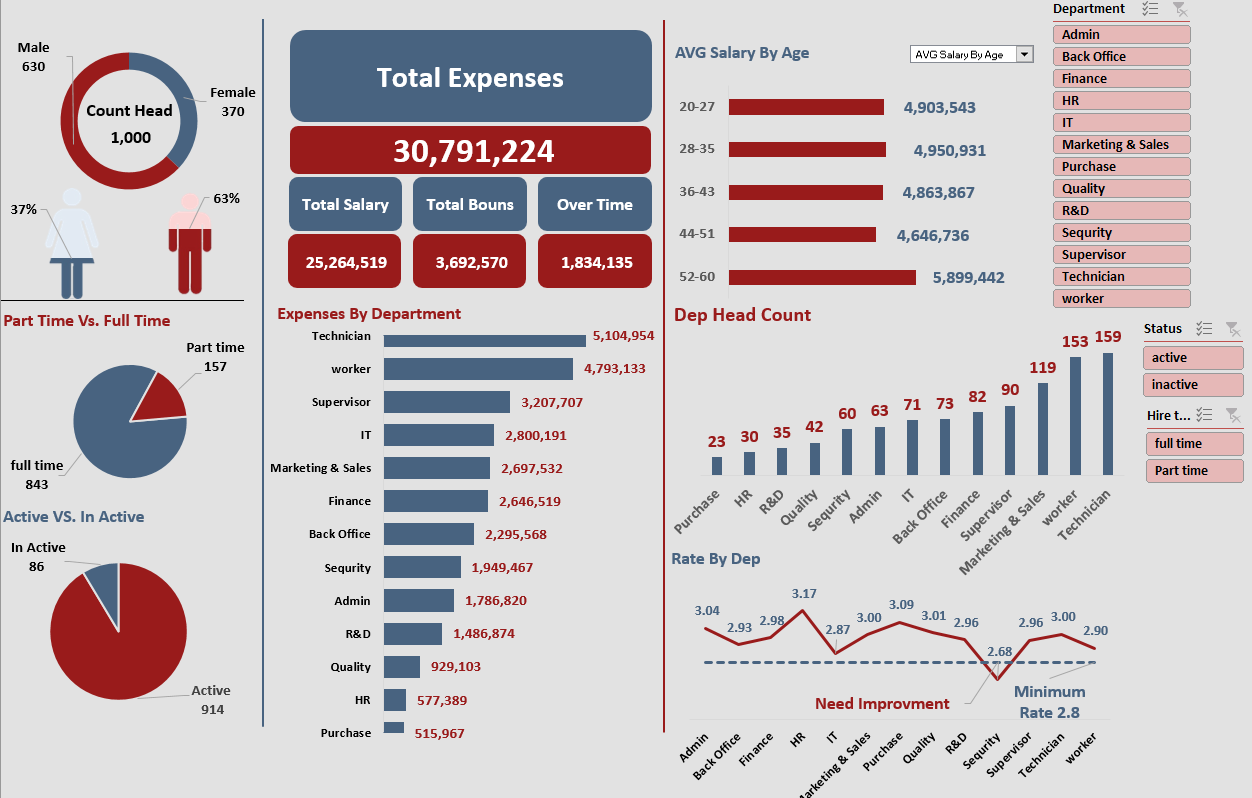 Male
630
Female
370
Count Head
1,000
37%
63%
Part Time Vs. Full Time
Part time
157
full time
843
Active VS. In Active
In Active
86
Active
914
Total Expenses
30,791,224
Total Salary
Total Bouns
Over Time
25,264,519
3,692,570
1,834,135
Expenses By Department
Technician 5,104,954
worker 4,793,133
Supervisor 3,207,707
IT 2,800,191
Marketing & Sales 2,697,532
Finance 2,646,519
Back Office 2,295,568
Sequrity 1,949,467
Admin 1,786,820
R&D 1,486,874
Quality 929,103
HR 577,389
Purchase 515,967
AVG Salary By Age
AVG Salary By Age
20-27 4,903,543
28-35 4,950,931
36-43 4,863,867
44-51 4,646,736
52-60 5,899,442
Dep Head Count
23 30 35 42 60 63 71 73 82 90 119 153 159
Purchase
HR
R&D
Quality
Sequrity
Admin
IT
Back Office
Finance
Supervisor
Marketing & Sales
worker
Technician
Rate By Dep
3.04 2.93 2.98 3.17 2.87 3.00 3.09 3.01 2.96 2.68 2.96 3.00 2.90
Need Improvment
Minimum
Rate 2.8
Admin
Back Office
Finance
HR
IT
Marketing & Sales
Purchase
Quality
R&D
Sequrity
Supervisor
Technician
worker
Department
Admin
Back Office
Finance
HR
IT
Marketing & Sales
Purchase
Quality
R&D
Sequrity
Supervisor
Technician
worker
Status
active
inactive
Hire t...
full time
Part time